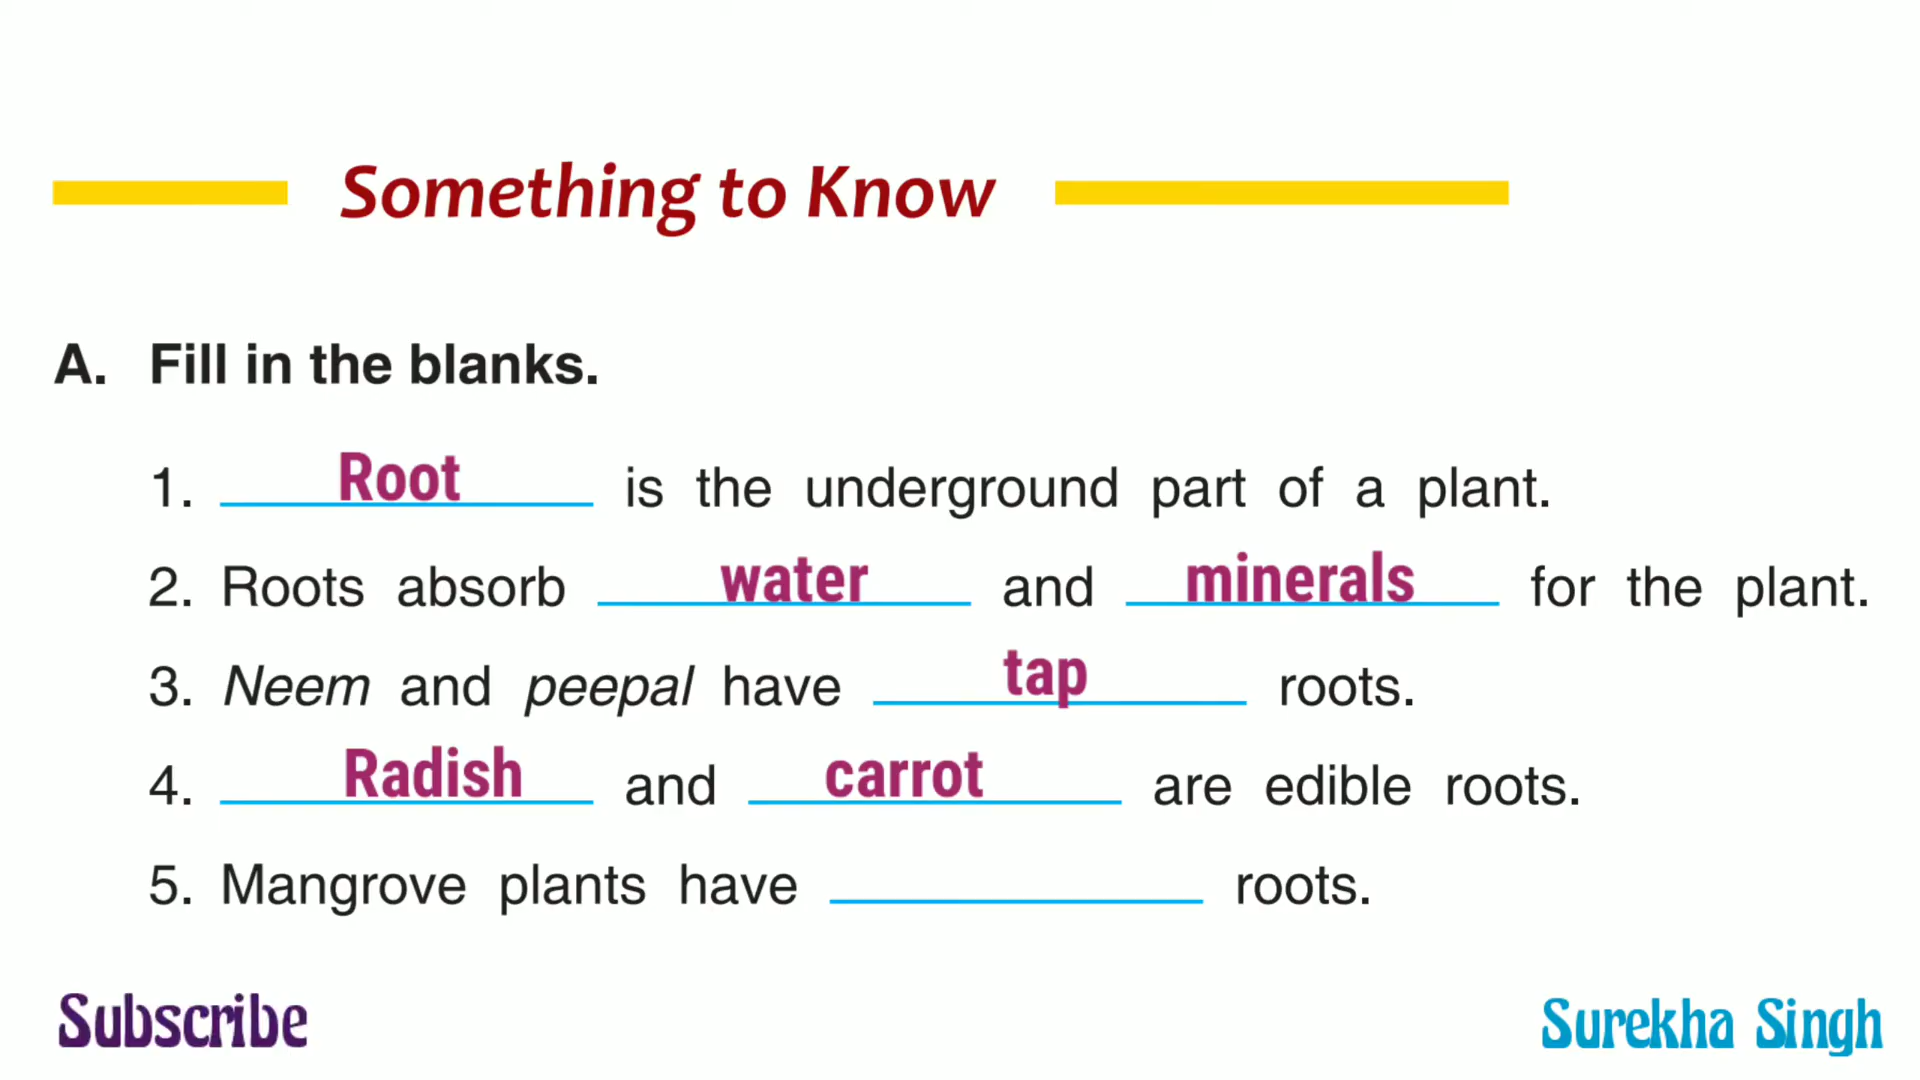 Something to Know
A. Fill in the blanks.
1. Root is the underground part of a plant.
2. Roots absorb water and minerals for the plant.
3. Neem and peepal have tap roots.
4. Radish and carrot are edible roots.
5. Mangrove plants have ________ roots.
Subscribe
Surekha Singh